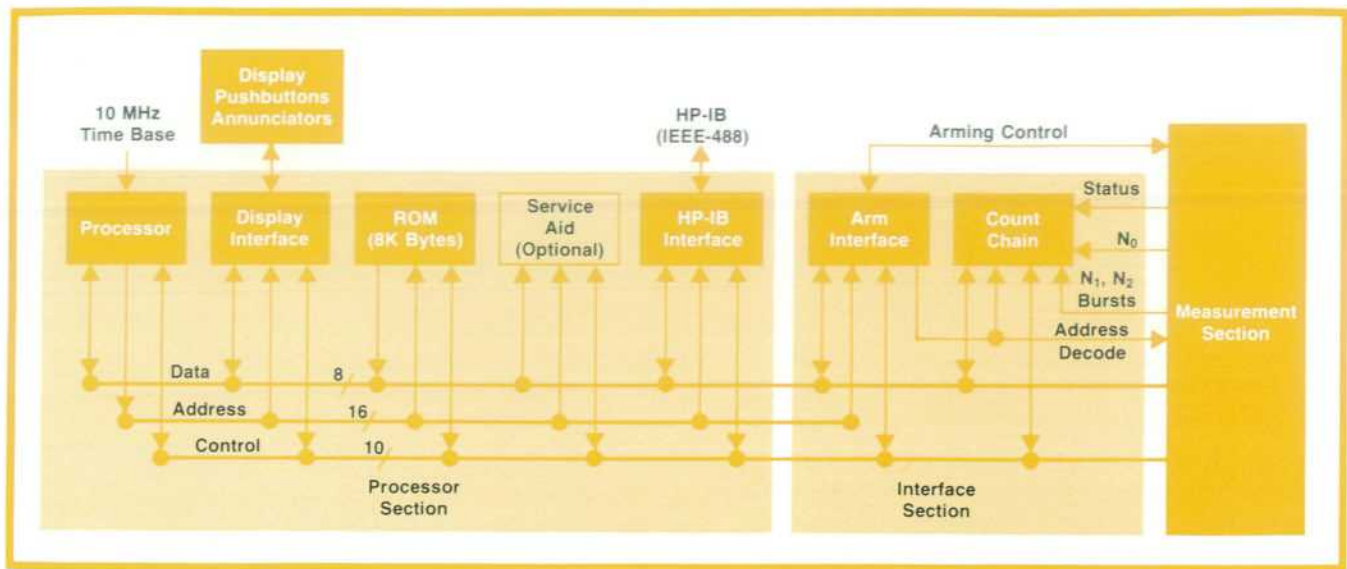 Display
Pushbuttons
Annunciators
10 MHz
Time Base
HP-IB
(IEEE-488)
Arming Control
Processor
Display
Interface
ROM
(8K Bytes)
Service
Aid
(Optional)
HP-IB
Interface
Arm
Interface
Count
Chain
Status
N₀
N₁, N₂
Bursts
Address
Decode
Measurement
Section
Data
8
Address
16
Control
10
Processor
Section
Interface
Section